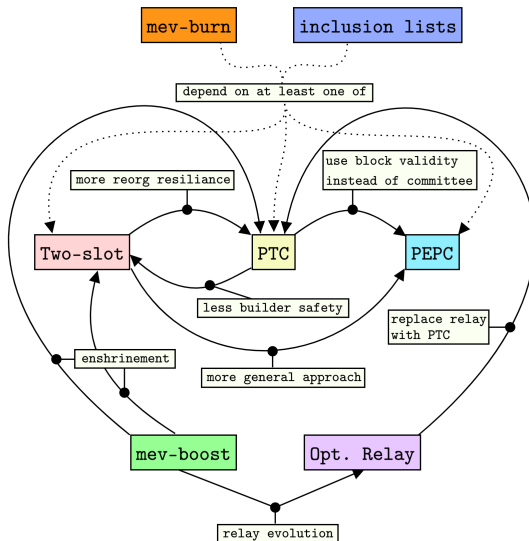 mev-burn
inclusion lists
depend on at least one of
more reorg resiliance
use block validity
instead of committee
Two-slot
PTC
PEPC
less builder safety
replace relay
with PTC
enshrinement
more general approach
mev-boost
Opt. Relay
relay evolution